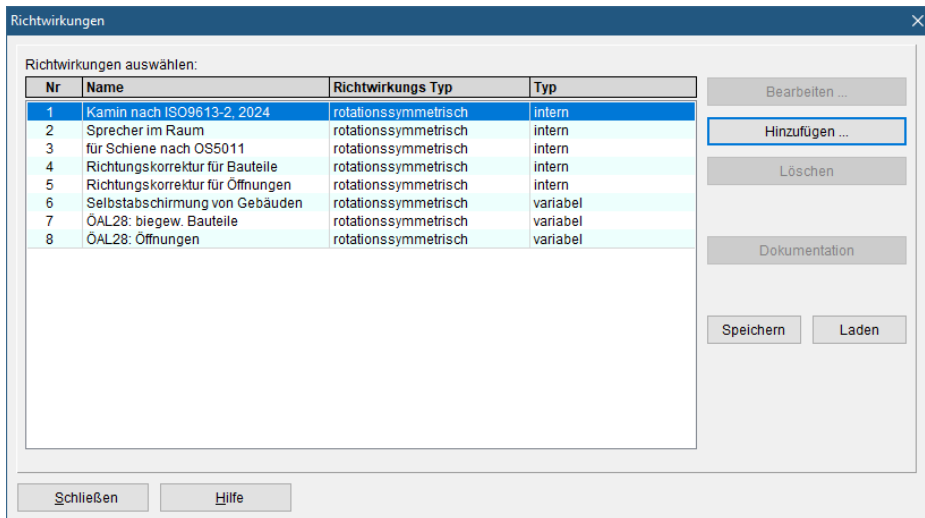 Richtwirkungen
Richtwirkungen auswählen:
Nr Name Richtwirkungs Typ Typ
1 Kamin nach ISO9613-2, 2024 rotationssymmetrisch intern
2 Sprecher im Raum rotationssymmetrisch intern
3 für Schiene nach OS5011 rotationssymmetrisch intern
4 Richtungskorrektur für Bauteile rotationssymmetrisch intern
5 Richtungskorrektur für Öffnungen rotationssymmetrisch intern
6 Selbstabschirmung von Gebäuden rotationssymmetrisch variabel
7 ÖAL28: biegew. Bauteile rotationssymmetrisch variabel
8 ÖAL28: Öffnungen rotationssymmetrisch variabel
Bearbeiten ...
Hinzufügen ...
Löschen
Dokumentation
Speichern Laden
Schließen Hilfe